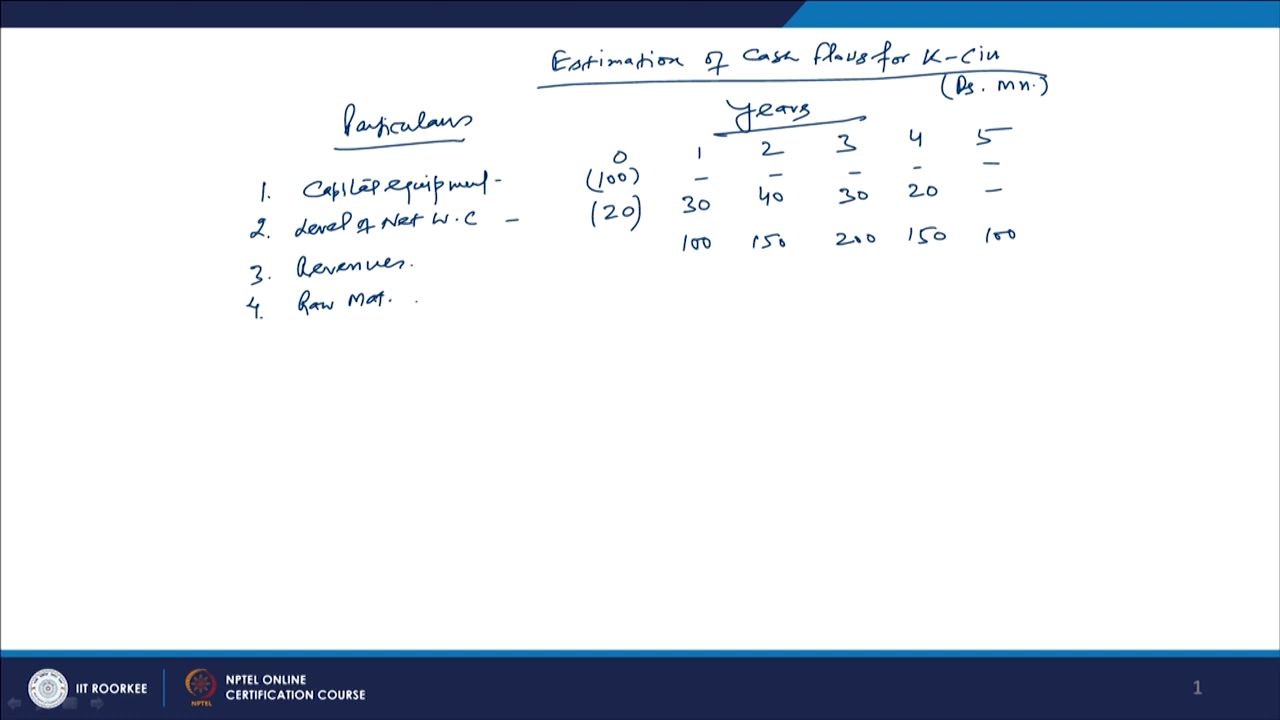 Estimation of Cash flows for K-Cin
(Rs. Mn.)
Particulars
Years
0 1 2 3 4 5
1. Capital equipment - (100) - - - - -
2. Level of Net W.C - (20) 30 40 30 20 -
3. Revenues. 100 150 200 150 100
4. Raw Mat.
IIT ROORKEE
NPTEL ONLINE
CERTIFICATION COURSE
NPTEL
1